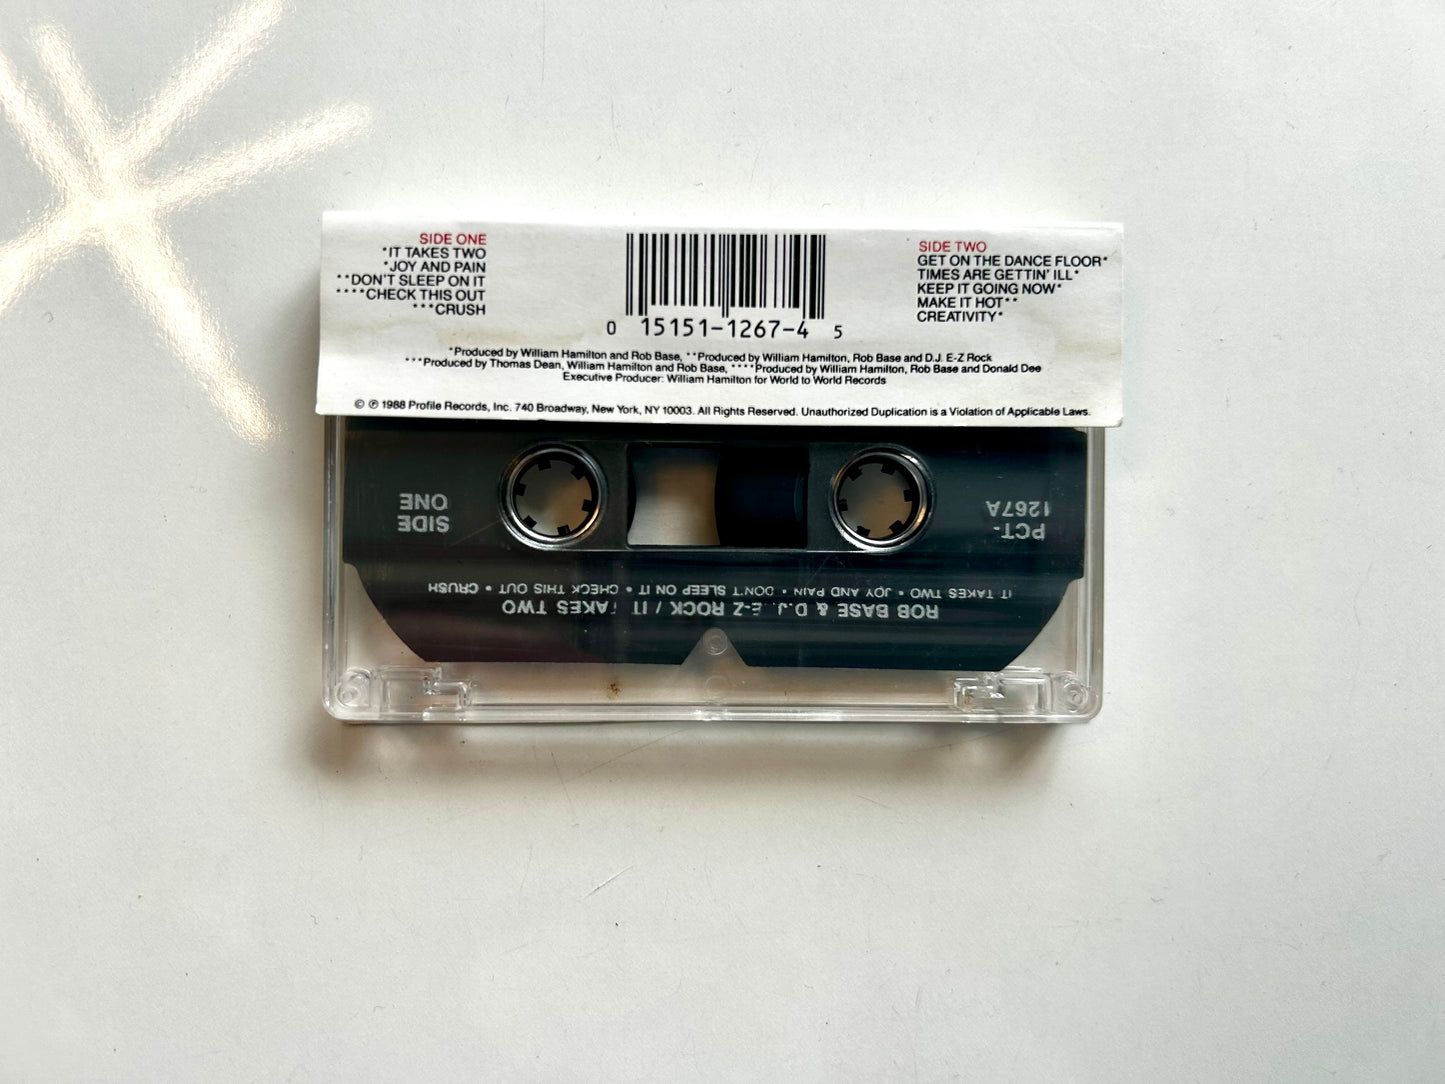 SIDE ONE
*IT TAKES TWO
*JOY AND PAIN
**DON'T SLEEP ON IT
****CHECK THIS OUT
***CRUSH
0 15151-1267-4 5
SIDE TWO
GET ON THE DANCE FLOOR*
TIMES ARE GETTIN' ILL*
KEEP IT GOING NOW*
MAKE IT HOT**
CREATIVITY*
*Produced by William Hamilton and Rob Base, **Produced by William Hamilton, Rob Base and D.J. E-Z Rock
***Produced by Thomas Dean, William Hamilton and Rob Base, ****Produced by William Hamilton, Rob Base and Donald Dee
Executive Producer: William Hamilton for World to World Records
© ℗ 1988 Profile Records, Inc. 740 Broadway, New York, NY 10003. All Rights Reserved. Unauthorized Duplication is a Violation of Applicable Laws.
ROB BASE & D.J. E-Z ROCK / IT TAKES TWO
IT TAKES TWO • JOY AND PAIN • DON'T SLEEP ON IT • CHECK THIS OUT • CRUSH
PCT-
1267A
SIDE
ONE